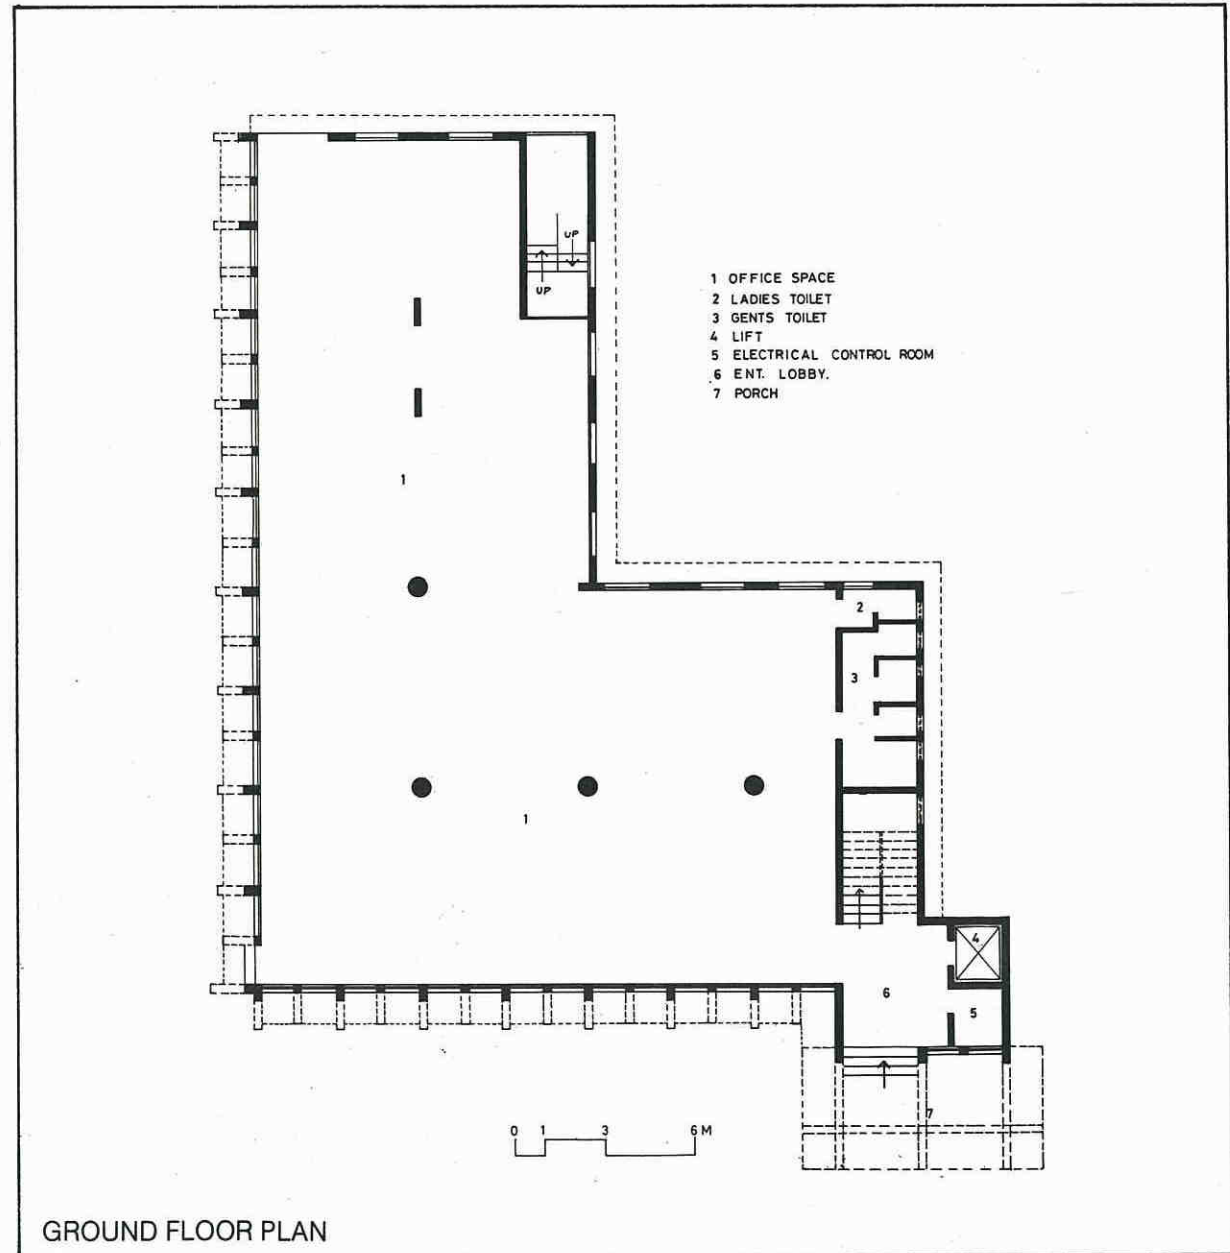 UP
UP
1 OFFICE SPACE
2 LADIES TOILET
3 GENTS TOILET
4 LIFT
5 ELECTRICAL CONTROL ROOM
6 ENT. LOBBY.
7 PORCH
1
2
3
1
4
6
5
7
0 1 3 6 M
GROUND FLOOR PLAN